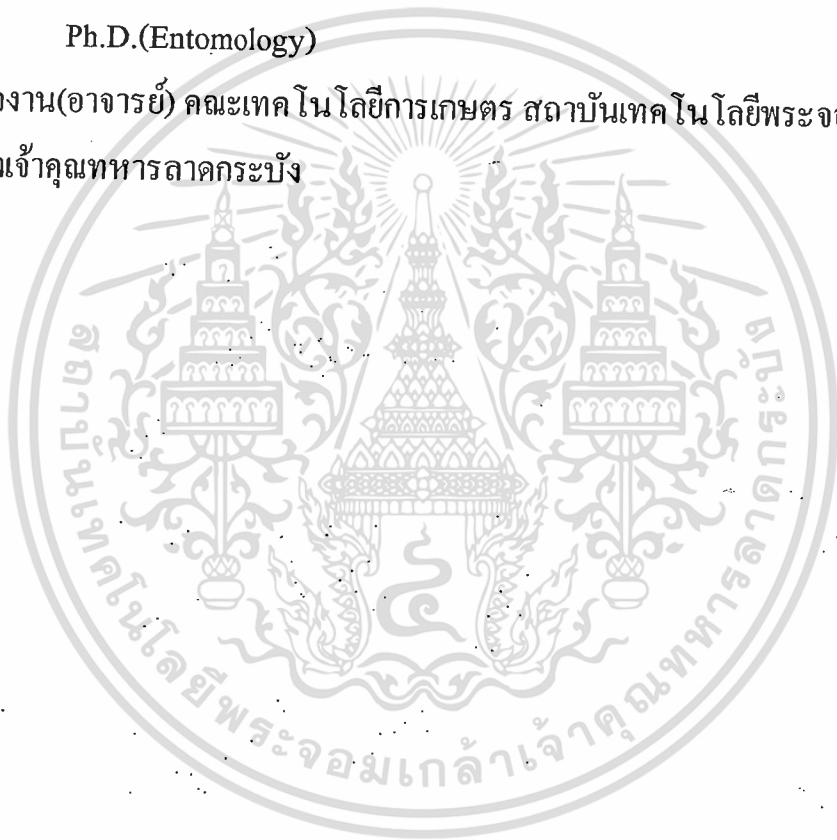 Ph.D.(Entomology)
งาน(อาจารย์) คณะเทคโนโลยีการเกษตร สถาบันเทคโนโลยีพระจอ
เจ้าคุณทหารลาดกระบัง
สถาบันเทคโนโลยีพระจอมเกล้าเจ้าคุณทหารลาดกระบัง